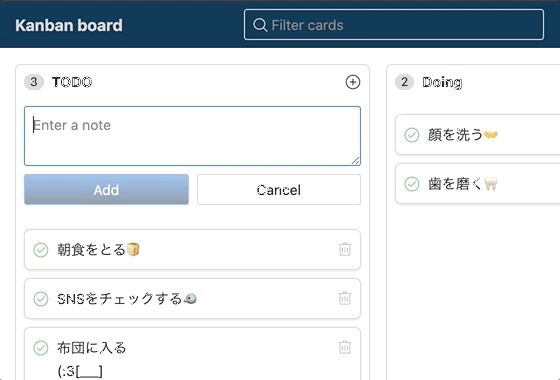 Kanban board
Filter cards
3 TODO
Enter a note
Add
Cancel
朝食をとる🍞
SNSをチェックする🐦
布団に入る
(:3[___]
2 Doing
顔を洗う👐
歯を磨く🦷